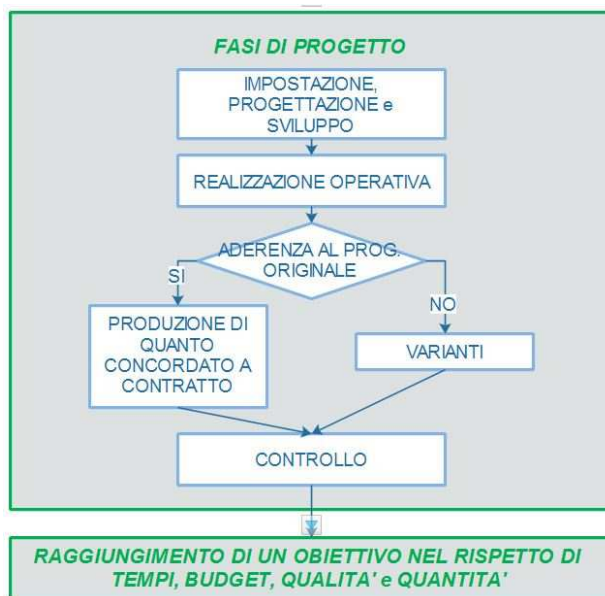 FASI DI PROGETTO
IMPOSTAZIONE,
PROGETTAZIONE e
SVILUPPO
REALIZZAZIONE OPERATIVA
ADERENZA AL PROG.
ORIGINALE
SI
NO
PRODUZIONE DI
QUANTO
CONCORDATO A
CONTRATTO
VARIANTI
CONTROLLO
RAGGIUNGIMENTO DI UN OBIETTIVO NEL RISPETTO DI
TEMPI, BUDGET, QUALITA' e QUANTITA'